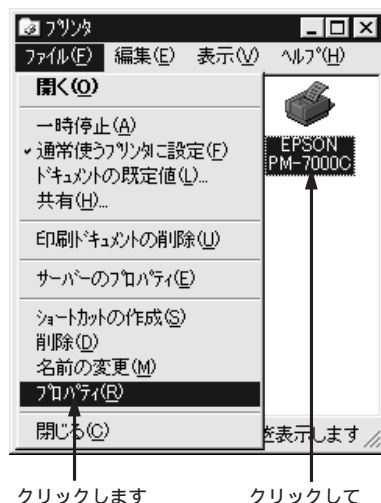 プリンタ
ファイル(F) 編集(E) 表示(V) ヘルプ(H)
開く(O)
一時停止(A)
通常使うプリンタに設定(F)
ドキュメントの既定値(L)...
共有(H)...
印刷ドキュメントの削除(U)
サーバーのプロパティ(E)
ショートカットの作成(S)
削除(D)
名前の変更(M)
プロパティ(R)
閉じる(C)
EPSON
PM-7000C
を表示します
クリックします
クリックして